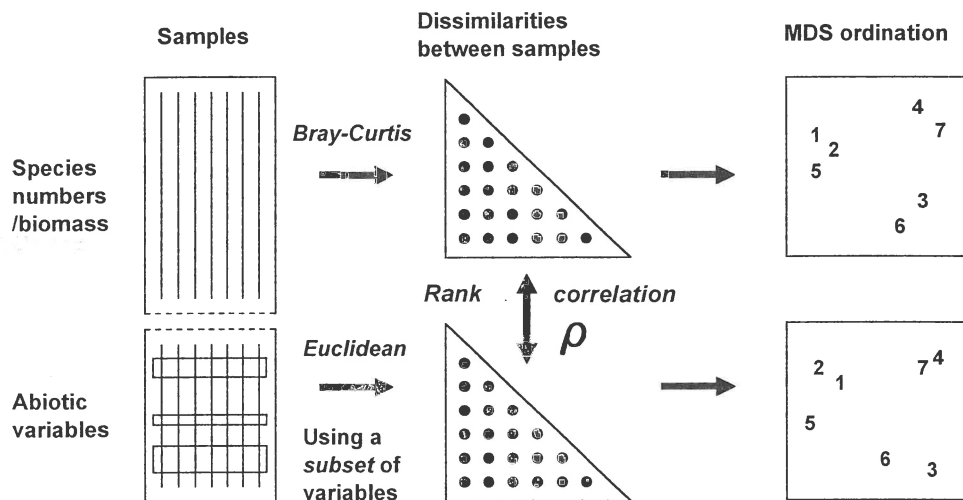 Samples
Dissimilarities
between samples
MDS ordination
Species
numbers
/biomass
Bray-Curtis
4
1
7
2
5
3
6
Rank
correlation
ρ
Abiotic
variables
Euclidean
Using a
subset of
variables
2
7
4
1
5
6
3